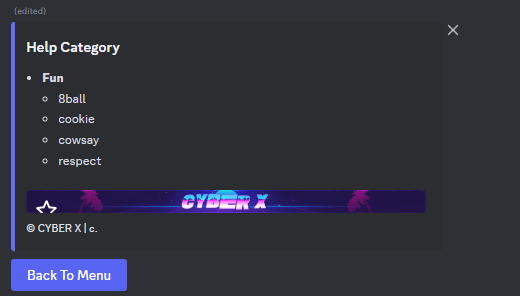 (edited)
Help Category
Fun
8ball
cookie
cowsay
respect
CYBER X
© CYBER X | c.
Back To Menu